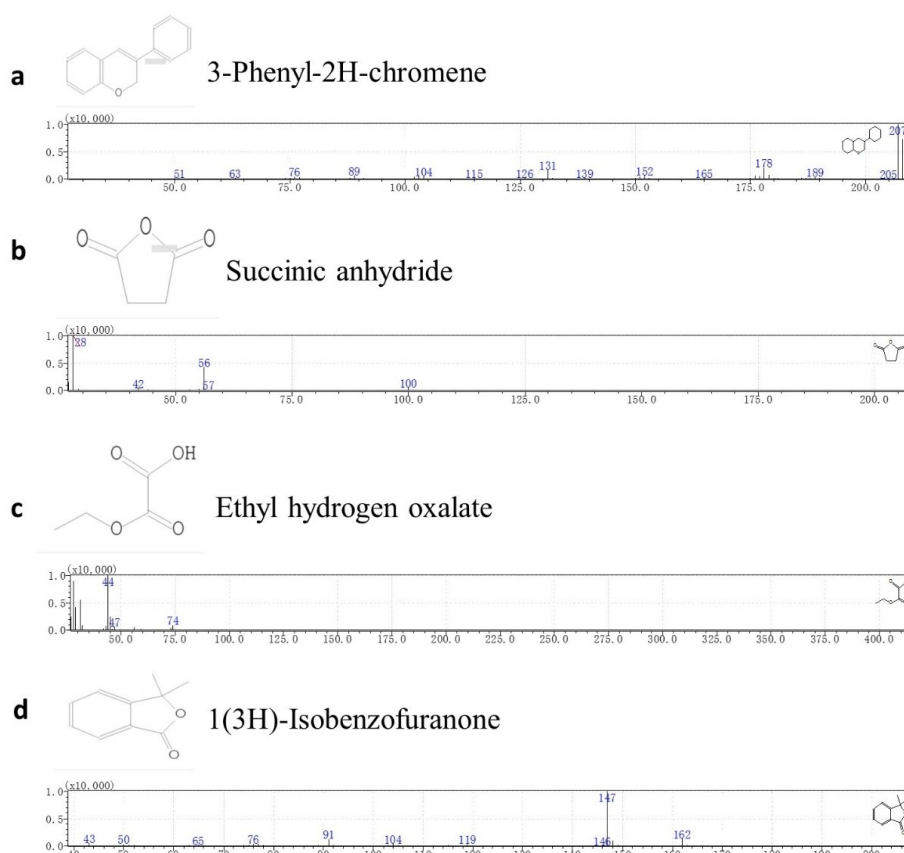 a
3-Phenyl-2H-chromene
O
(x10,000)
1.0
0.5
0.0
51 63 76 89 104 115 126 131 139 152 165 178 189 205 207
50.0 75.0 100.0 125.0 150.0 175.0 200.0
b
O O O
Succinic anhydride
(x10,000)
1.0
0.5
0.0
28 42 56 57 100
50.0 75.0 100.0 125.0 150.0 175.0 200.0
c
O OH
O O
Ethyl hydrogen oxalate
(x10,000)
1.0
0.5
0.0
44 47 74
50.0 75.0 100.0 125.0 150.0 175.0 200.0 225.0 250.0 275.0 300.0 325.0 350.0 375.0 400.0
d
O
O
1(3H)-Isobenzofuranone
(x10,000)
1.0
0.5
0.0
43 50 65 76 91 104 119 146 147 162